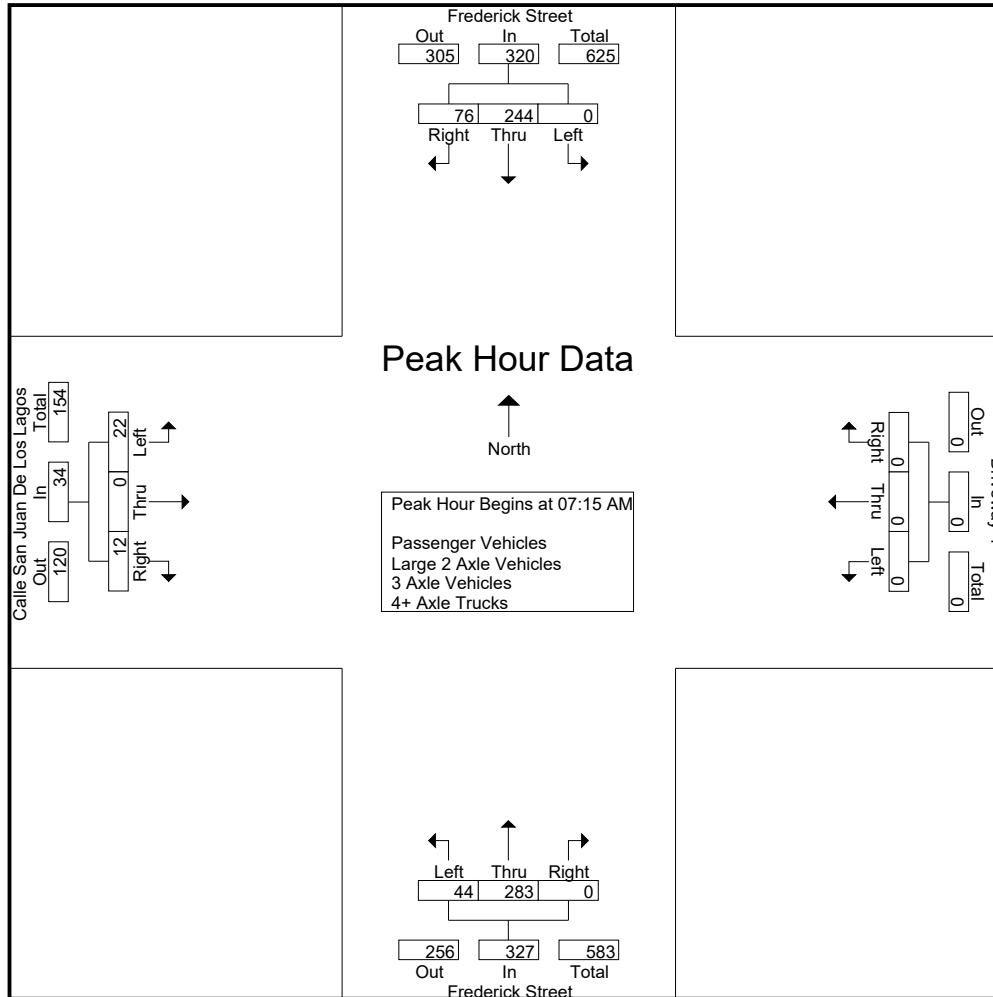 Frederick Street
Out In Total
305 320 625
76 244 0
Right Thru Left
Peak Hour Data
North
Calle San Juan De Los Lagos
Total In Out
154 34 120
22 0 12
Left Thru Right
Peak Hour Begins at 07:15 AM
Passenger Vehicles
Large 2 Axle Vehicles
3 Axle Vehicles
4+ Axle Trucks
Right Thru Left
0 0 0
0 0 0
Out In Total
Left Thru Right
44 283 0
256 327 583
Out In Total
Frederick Street